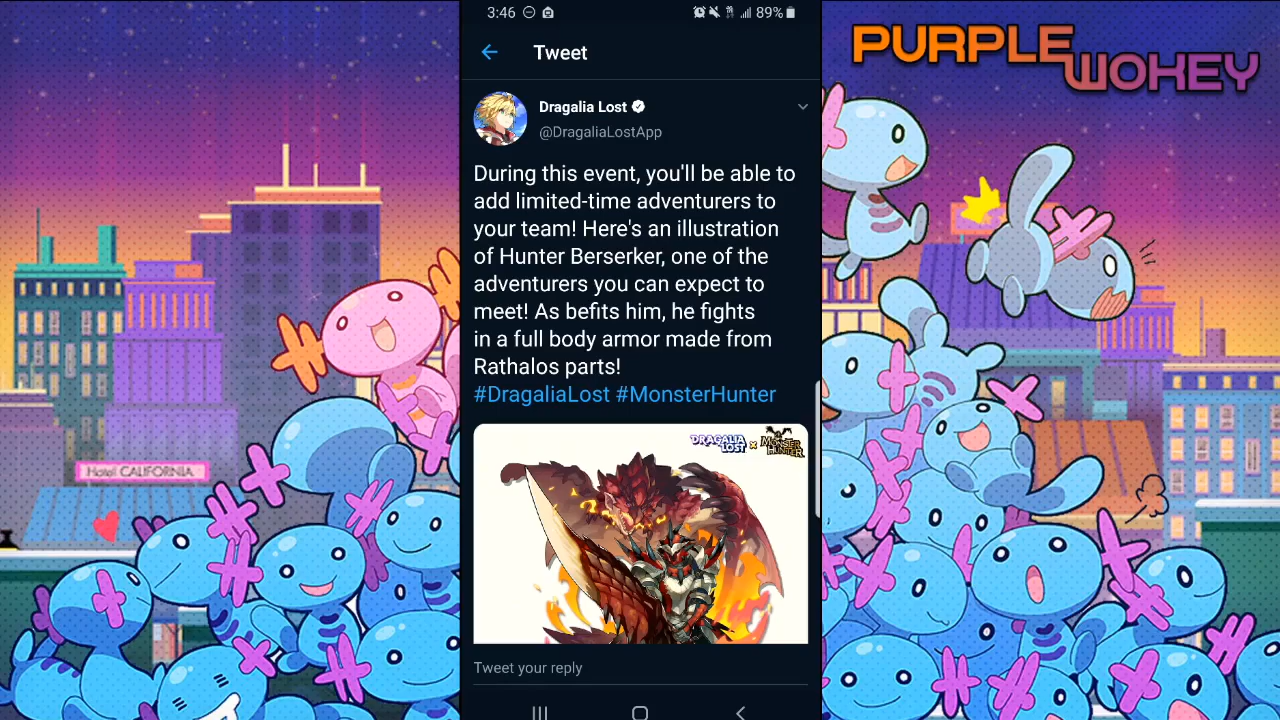 3:46
89%
PURPLE
WOKEY
Tweet
Dragalia Lost
@DragaliaLostApp
During this event, you'll be able to
add limited-time adventurers to
your team! Here's an illustration
of Hunter Berserker, one of the
adventurers you can expect to
meet! As befits him, he fights
in a full body armor made from
Rathalos parts!
#DragaliaLost #MonsterHunter
DRAGALIA
LOST
x
MONSTER
HUNTER
Hotel CALIFORNIA
Tweet your reply